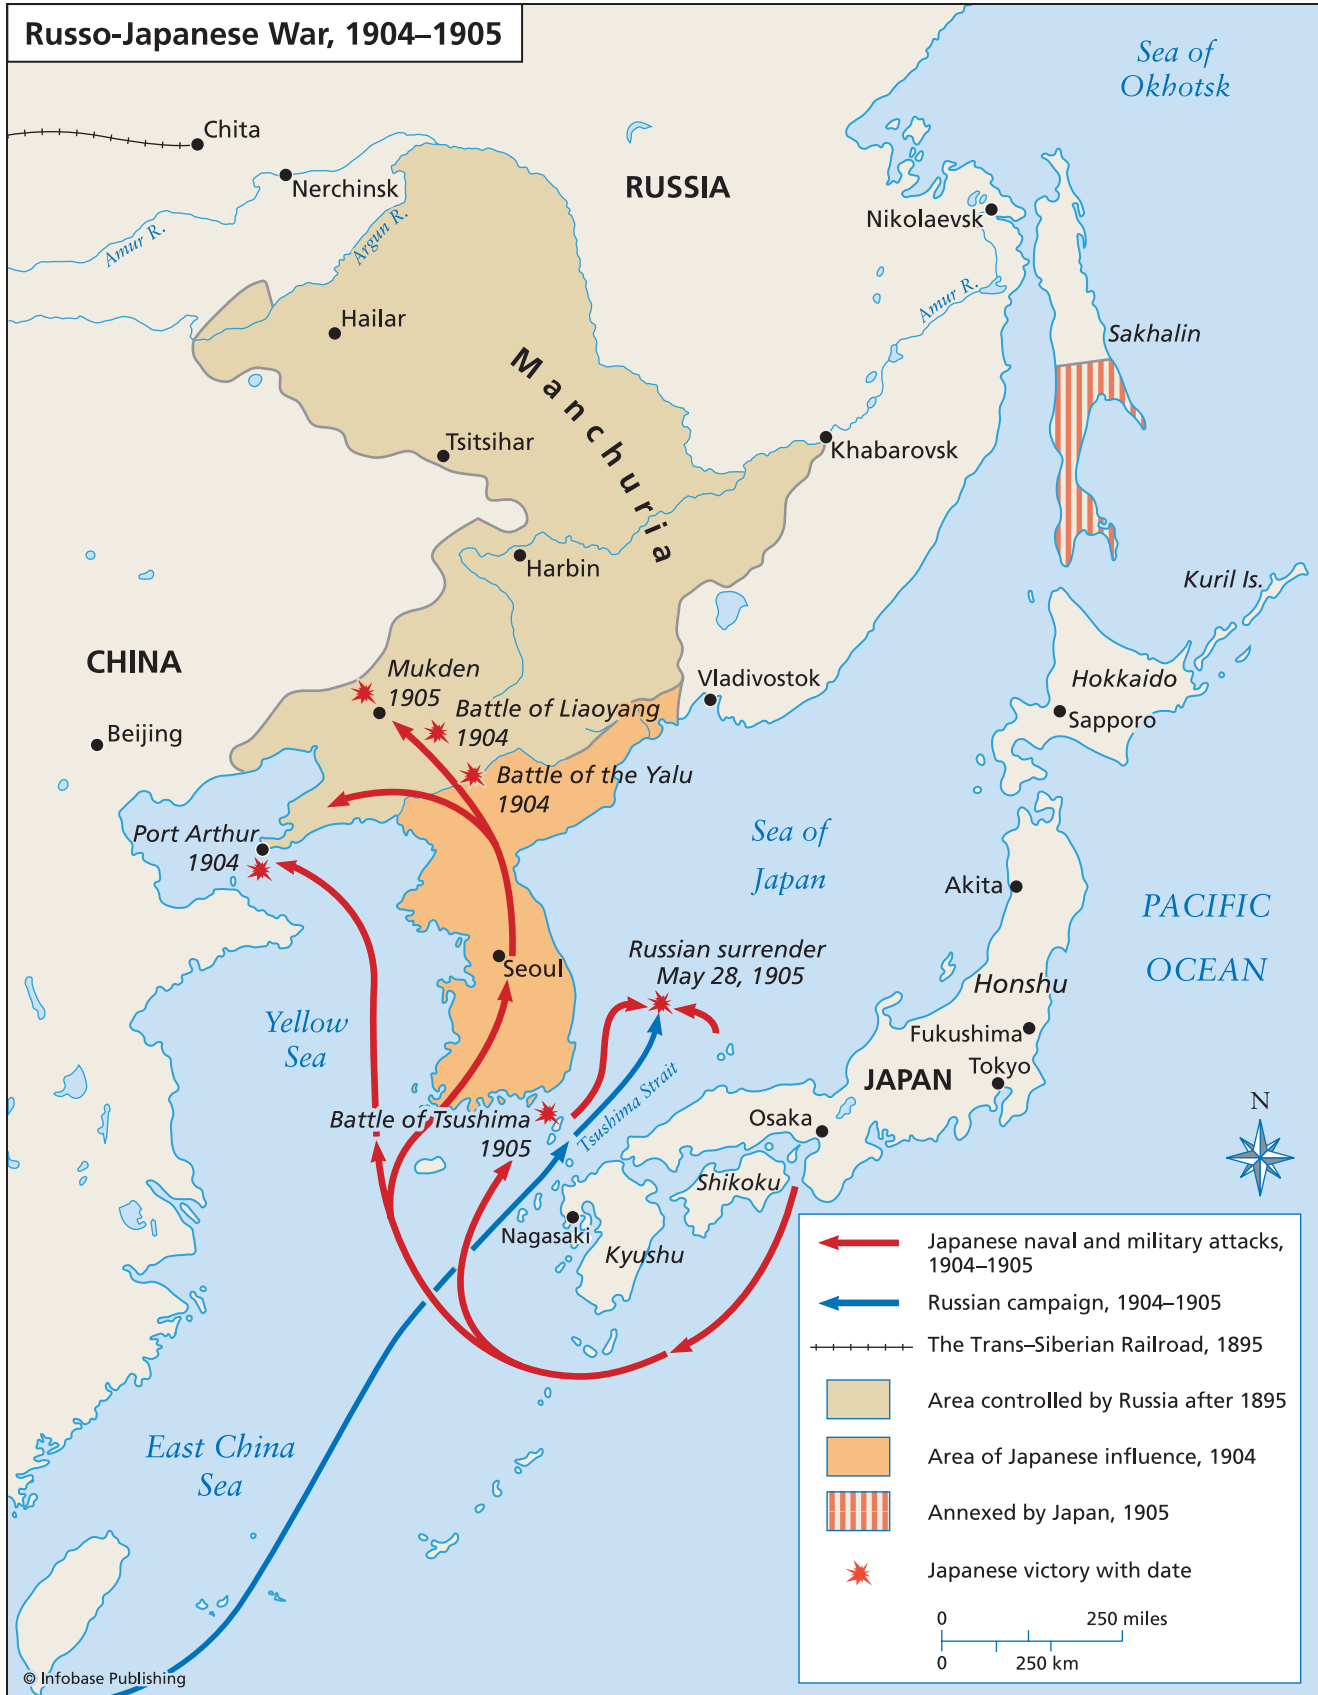 Russo-Japanese War, 1904–1905
Sea of
Okhotsk
Chita
Nerchinsk
RUSSIA
Nikolaevsk
Amur R.
Argun R.
Amur R.
Hailar
Sakhalin
Manchuria
Tsitsihar
Khabarovsk
Harbin
Kuril Is.
CHINA
Mukden
1905
Vladivostok
Hokkaido
Battle of Liaoyang
1904
Sapporo
Beijing
Battle of the Yalu
1904
Port Arthur
1904
Sea of
Japan
Akita
PACIFIC
OCEAN
Russian surrender
May 28, 1905
Seoul
Honshu
Yellow
Sea
Fukushima
Tokyo
JAPAN
Tsushima Strait
Battle of Tsushima
1905
Osaka
N
Shikoku
Nagasaki
Kyushu
Japanese naval and military attacks,
1904–1905
Russian campaign, 1904–1905
The Trans–Siberian Railroad, 1895
Area controlled by Russia after 1895
Area of Japanese influence, 1904
Annexed by Japan, 1905
Japanese victory with date
0 250 miles
0 250 km
East China
Sea
© Infobase Publishing